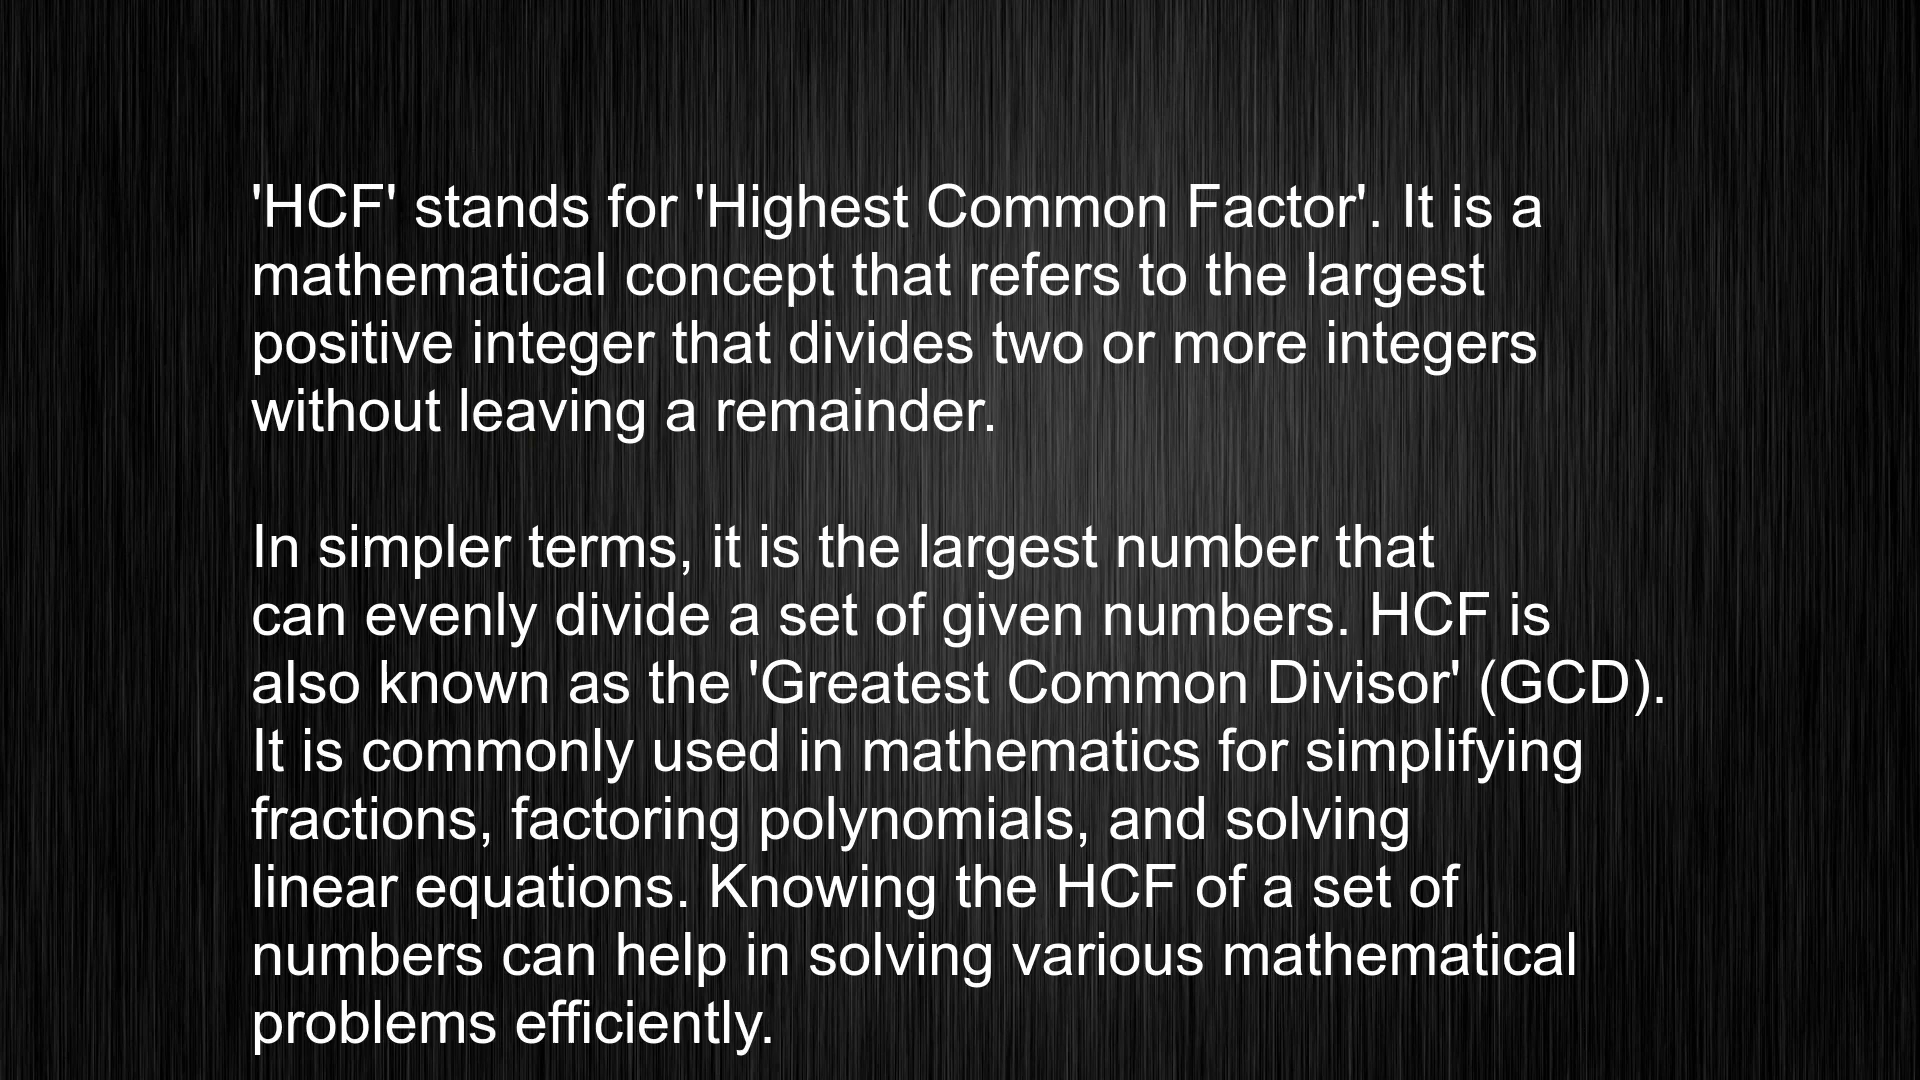 'HCF' stands for 'Highest Common Factor'. It is a
mathematical concept that refers to the largest
positive integer that divides two or more integers
without leaving a remainder.
In simpler terms, it is the largest number that
can evenly divide a set of given numbers. HCF is
also known as the 'Greatest Common Divisor' (GCD).
It is commonly used in mathematics for simplifying
fractions, factoring polynomials, and solving
linear equations. Knowing the HCF of a set of
numbers can help in solving various mathematical
problems efficiently.